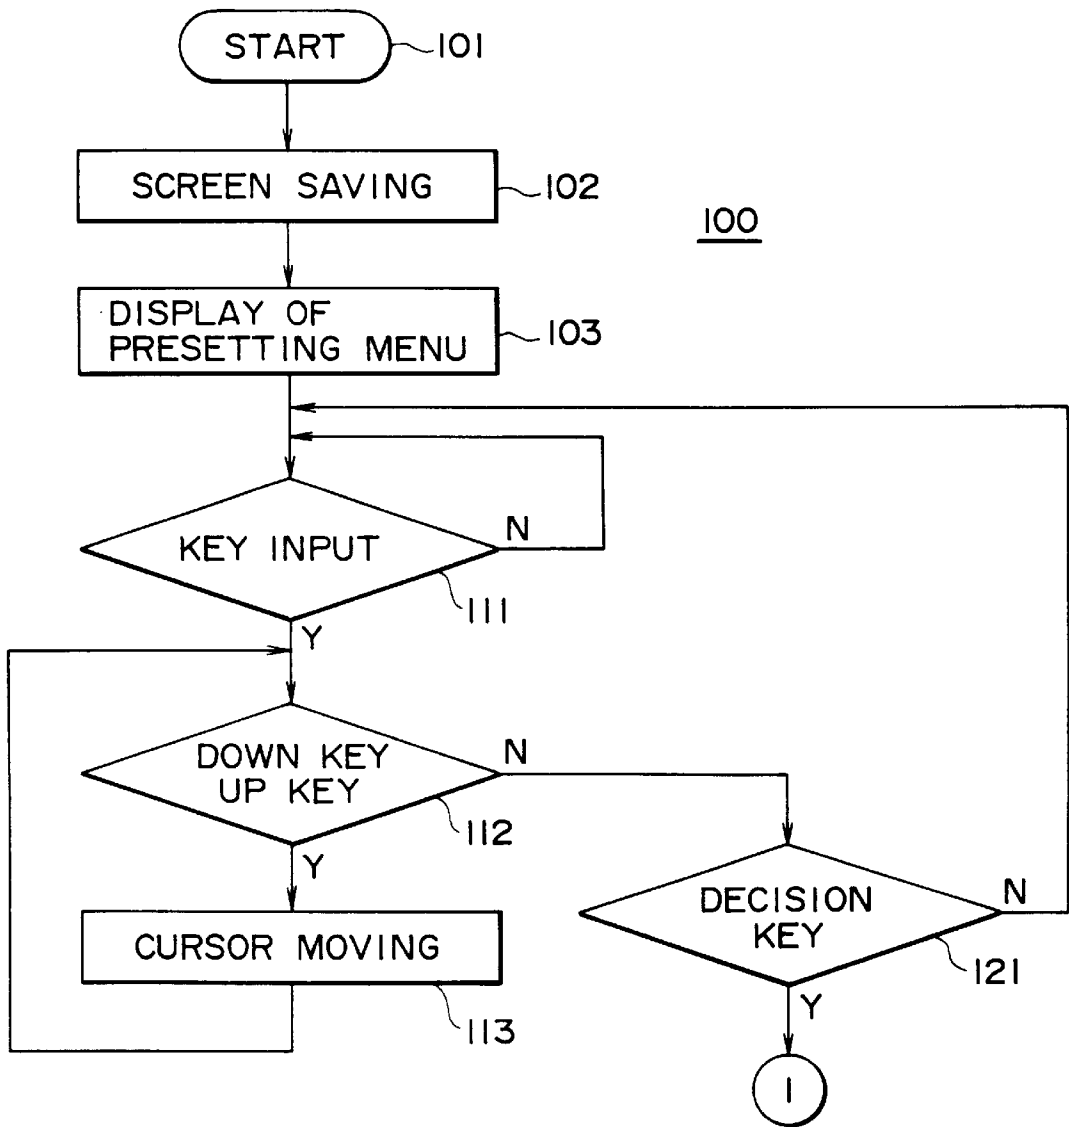 START
101
SCREEN SAVING
102
100
DISPLAY OF
PRESETTING MENU
103
N
KEY INPUT
111
Y
DOWN KEY
UP KEY
N
112
Y
DECISION
KEY
N
CURSOR MOVING
121
113
Y
1